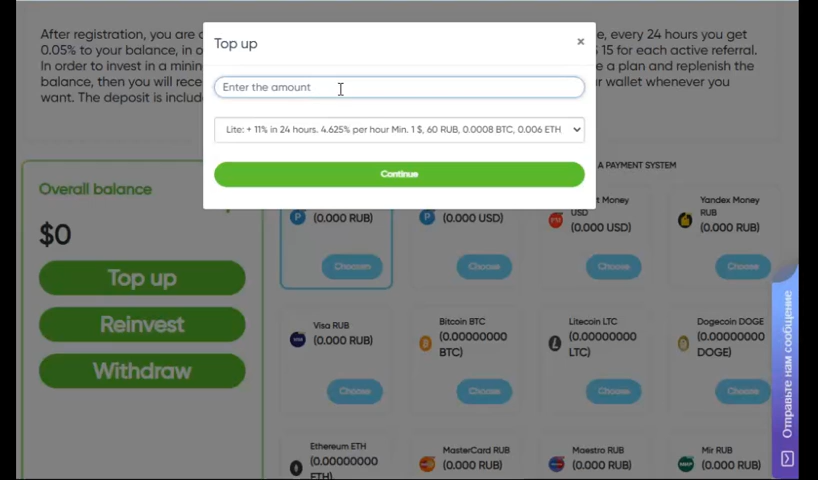 After registration, you are
e, every 24 hours you get
0.05% to your balance, in o
$ 15 for each active referral.
In order to invest in a minin
e a plan and replenish the
balance, then you will rece
r wallet whenever you
want. The deposit is includ
Top up
×
Enter the amount
Lite: + 11% in 24 hours. 4.625% per hour Min. 1 $, 60 RUB, 0.0008 BTC, 0.006 ETH
Continue
A PAYMENT SYSTEM
Overall balance
$0
Top up
Reinvest
Withdraw
(0.000 RUB)
(0.000 USD)
t Money
USD
(0.000 USD)
Yandex Money
RUB
(0.000 RUB)
Choosen
Choose
Choose
Choose
Visa RUB
(0.000 RUB)
Bitcoin BTC
(0.00000000
BTC)
Litecoin LTC
(0.00000000
LTC)
Dogecoin DOGE
(0.00000000
DOGE)
Choose
Choose
Choose
Choose
Ethereum ETH
(0.00000000
ETH)
MasterCard RUB
(0.000 RUB)
Maestro RUB
(0.000 RUB)
Mir RUB
(0.000 RUB)
Отправьте нам сообщение